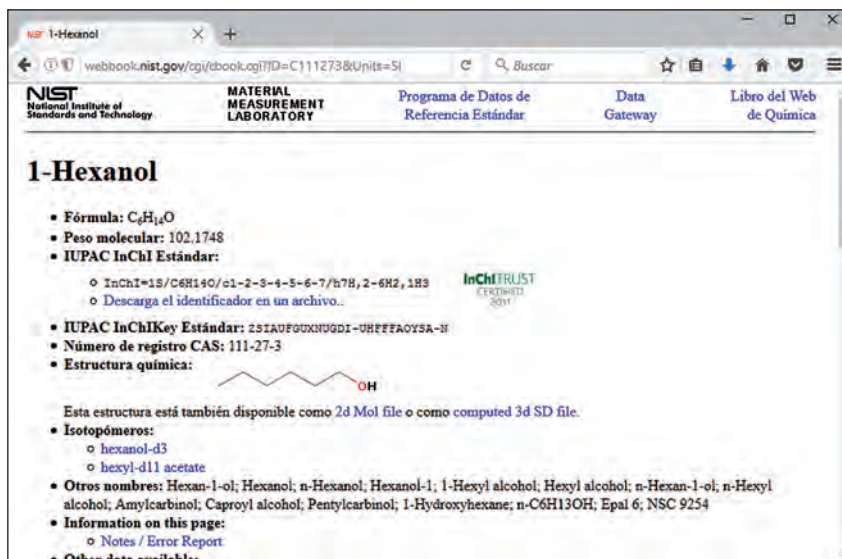 NIST 1-Hexanol
webbook.nist.gov/cgi/cbook.cgi?ID=C111273&Units=SI
Buscar
NIST
National Institute of
Standards and Technology
MATERIAL
MEASUREMENT
LABORATORY
Programa de Datos de
Referencia Estándar
Data
Gateway
Libro del Web
de Química
1-Hexanol
• Fórmula: C₆H₁₄O
• Peso molecular: 102,1748
• IUPAC InChI Estándar:
InChI=1S/C6H14O/c1-2-3-4-5-6-7/h7H,2-6H2,1H3
InChITRUST
CERTIFIED
2011
Descarga el identificador en un archivo..
• IUPAC InChIKey Estándar: ZSIAUFGUXNUGDI-UHFFFAOYSA-N
• Número de registro CAS: 111-27-3
• Estructura química:
OH
Esta estructura está también disponible como 2d Mol file o como computed 3d SD file.
• Isotopómeros:
hexanol-d3
hexyl-d11 acetate
• Otros nombres: Hexan-1-ol; Hexanol; n-Hexanol; Hexanol-1; 1-Hexyl alcohol; Hexyl alcohol; n-Hexan-1-ol; n-Hexyl
alcohol; Amylcarbinol; Caproyl alcohol; Pentylcarbinol; 1-Hydroxyhexane; n-C6H13OH; Epal 6; NSC 9254
• Information on this page:
Notes / Error Report
• Other data available: